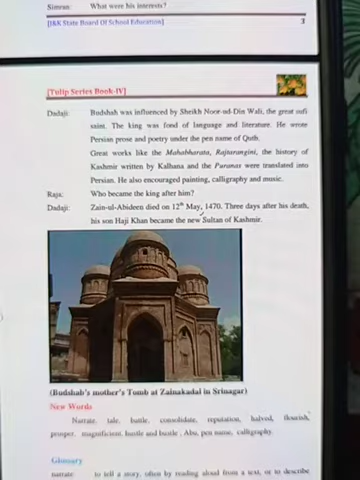 Simran: What were his interests?
[J&K State Board Of School Education] 3
[Tulip Series Book-IV]
Dadaji: Budshah was influenced by Sheikh Noor-ud-Din Wali, the great sufi
saint. The king was fond of language and literature. He wrote
Persian prose and poetry under the pen name of Qutb.
Great works like the Mahabharata, Rajtarangini, the history of
Kashmir written by Kalhana and the Puranas were translated into
Persian. He also encouraged painting, calligraphy and music.
Raja: Who became the king after him?
Dadaji: Zain-ul-Abideen died on 12th May, 1470. Three days after his death,
his son Haji Khan became the new Sultan of Kashmir.
(Budshah's mother's Tomb at Zainakadal in Srinagar)
New Words
Narrate, tale, battle, consolidate, reputation, halved, flourish,
prosper, magnificent, hustle and bustle, Abu, pen name, calligraphy.
Glossary
narrate: to tell a story, often by reading aloud from a text, or to describe